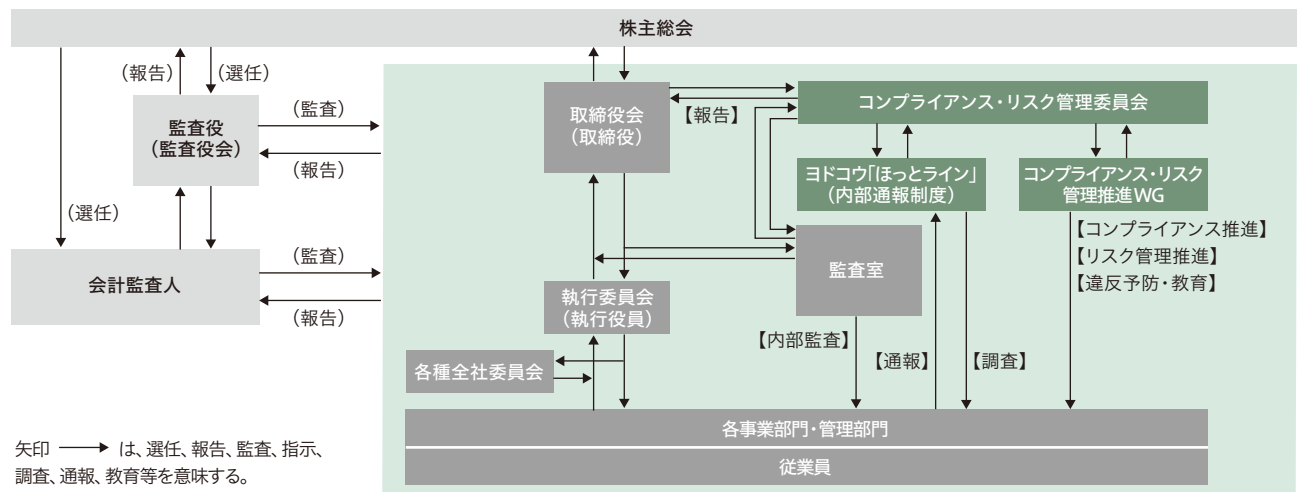 株主総会
（報告）
（選任）
監査役
（監査役会）
（監査）
（報告）
（選任）
会計監査人
（監査）
（報告）
取締役会
（取締役）
【報告】
コンプライアンス・リスク管理委員会
ヨドコウ「ほっとライン」
（内部通報制度）
コンプライアンス・リスク
管理推進WG
【コンプライアンス推進】
【リスク管理推進】
【違反予防・教育】
監査室
執行委員会
（執行役員）
【内部監査】
【通報】
【調査】
各種全社委員会
各事業部門・管理部門
従業員
矢印 → は、選任、報告、監査、指示、
調査、通報、教育等を意味する。